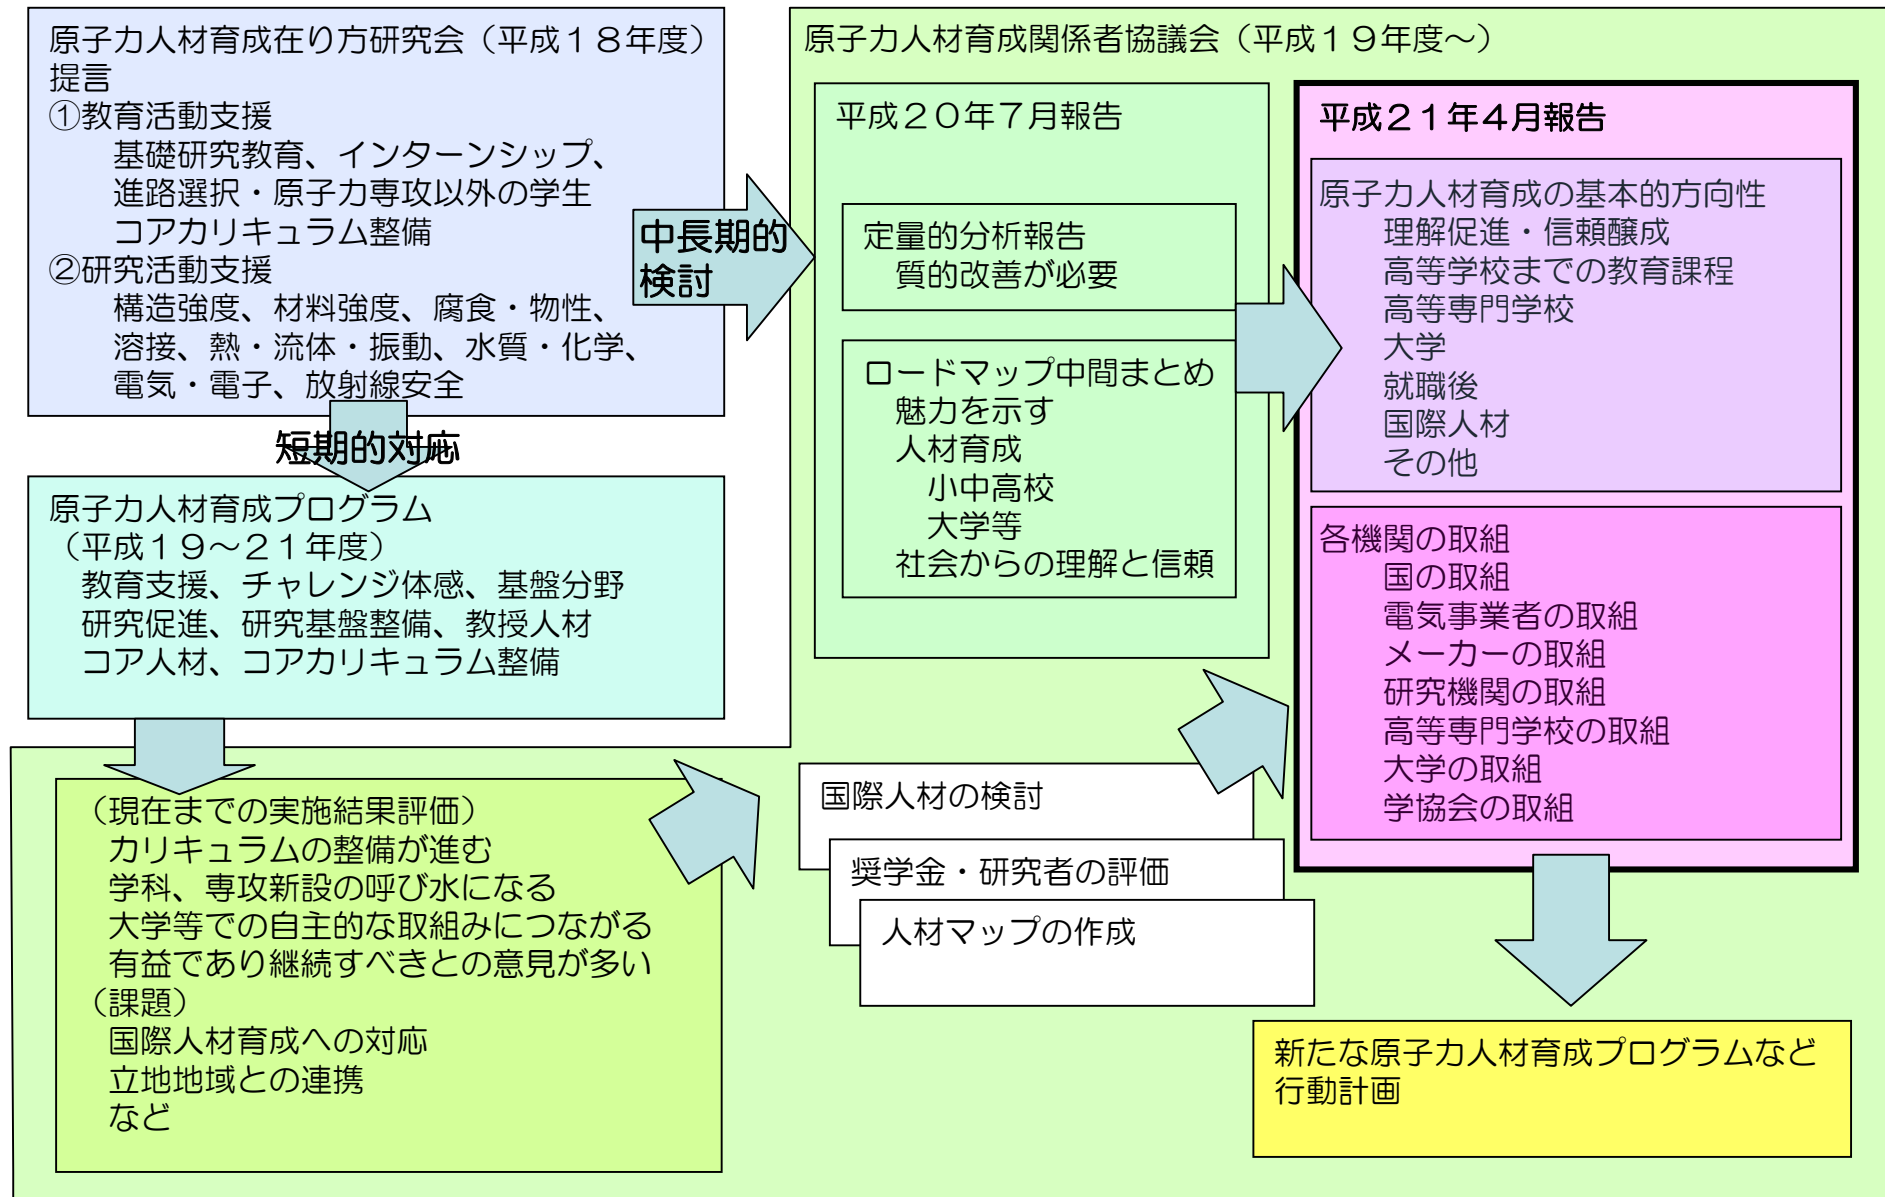 原子力人材育成在り方研究会（平成１８年度）
提言
①教育活動支援
基礎研究教育、インターンシップ、
進路選択・原子力専攻以外の学生
コアカリキュラム整備
②研究活動支援
構造強度、材料強度、腐食・物性、
溶接、熱・流体・振動、水質・化学、
電気・電子、放射線安全
中長期的
検討
短期的対応
原子力人材育成プログラム
（平成１９～２１年度）
教育支援、チャレンジ体感、基盤分野
研究促進、研究基盤整備、教授人材
コア人材、コアカリキュラム整備
（現在までの実施結果評価）
カリキュラムの整備が進む
学科、専攻新設の呼び水になる
大学等での自主的な取組みにつながる
有益であり継続すべきとの意見が多い
（課題）
国際人材育成への対応
立地地域との連携
など
原子力人材育成関係者協議会（平成１９年度～）
平成２０年７月報告
定量的分析報告
質的改善が必要
ロードマップ中間まとめ
魅力を示す
人材育成
小中高校
大学等
社会からの理解と信頼
国際人材の検討
奨学金・研究者の評価
人材マップの作成
平成２１年４月報告
原子力人材育成の基本的方向性
理解促進・信頼醸成
高等学校までの教育課程
高等専門学校
大学
就職後
国際人材
その他
各機関の取組
国の取組
電気事業者の取組
メーカーの取組
研究機関の取組
高等専門学校の取組
大学の取組
学協会の取組
新たな原子力人材育成プログラムなど
行動計画